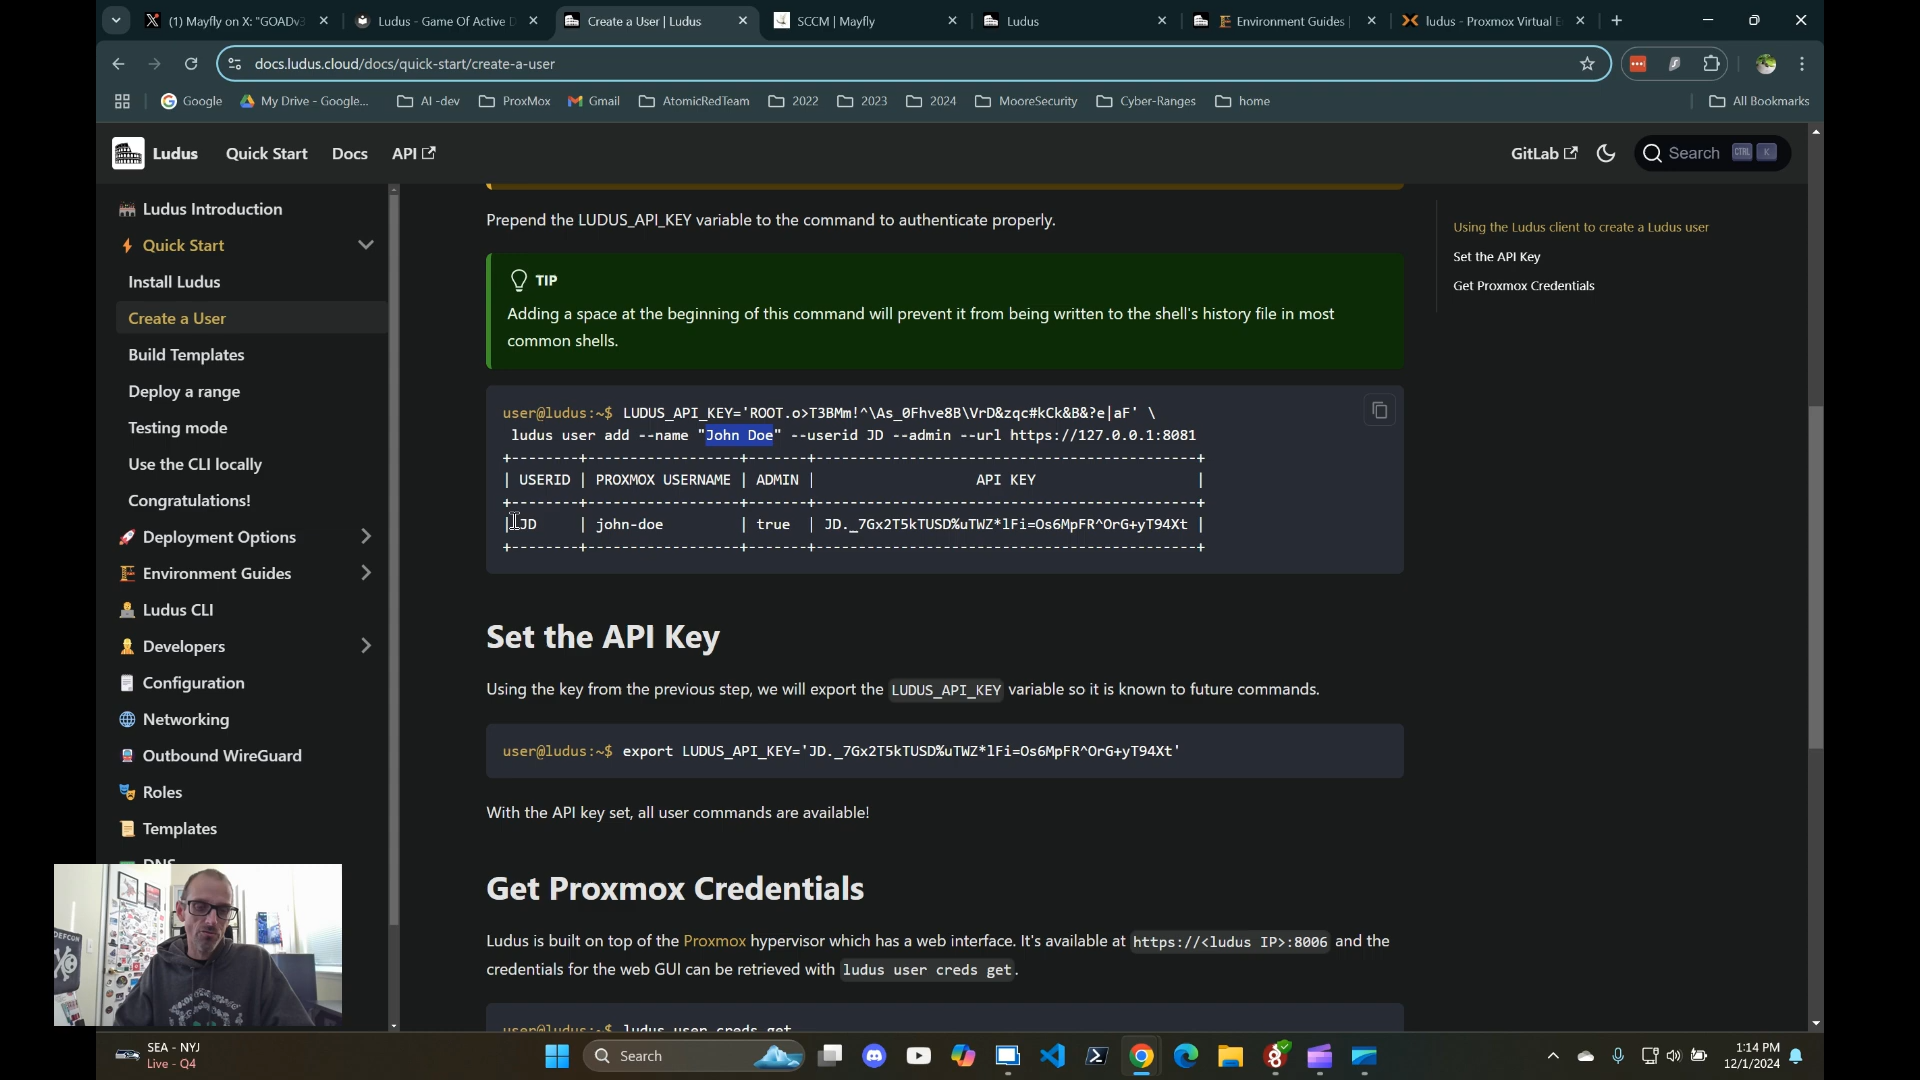 (1) Mayfly on X: "GOADv3
Ludus - Game Of Active D
Create a User | Ludus
SCCM | Mayfly
Ludus
Environment Guides |
ludus - Proxmox Virtual E
docs.ludus.cloud/docs/quick-start/create-a-user
Google
My Drive - Google...
AI -dev
ProxMox
Gmail
AtomicRedTeam
2022
2023
2024
MooreSecurity
Cyber-Ranges
home
All Bookmarks
Ludus
Quick Start
Docs
API
GitLab
Search
CTRL K
Ludus Introduction
Quick Start
Install Ludus
Create a User
Build Templates
Deploy a range
Testing mode
Use the CLI locally
Congratulations!
Deployment Options
Environment Guides
Ludus CLI
Developers
Configuration
Networking
Outbound WireGuard
Roles
Templates
DNS
Prepend the LUDUS_API_KEY variable to the command to authenticate properly.
TIP
Adding a space at the beginning of this command will prevent it from being written to the shell's history file in most
common shells.
user@ludus:~$ LUDUS_API_KEY='ROOT.o>T3BMm!^\As_0Fhve8B\VrD&zqc#kCk&B&?e|aF' \
ludus user add --name "John Doe" --userid JD --admin --url https://127.0.0.1:8081
+--------+------------------+-------+---------------------------------------------+
| USERID | PROXMOX USERNAME | ADMIN | API KEY |
+--------+------------------+-------+---------------------------------------------+
| JD | john-doe | true | JD._7Gx2T5kTUSD%uTWZ*lFi=Os6MpFR^OrG+yT94Xt |
+--------+------------------+-------+---------------------------------------------+
Set the API Key
Using the key from the previous step, we will export the LUDUS_API_KEY variable so it is known to future commands.
user@ludus:~$ export LUDUS_API_KEY='JD._7Gx2T5kTUSD%uTWZ*lFi=Os6MpFR^OrG+yT94Xt'
With the API key set, all user commands are available!
Get Proxmox Credentials
Ludus is built on top of the Proxmox hypervisor which has a web interface. It's available at https://<ludus IP>:8006 and the
credentials for the web GUI can be retrieved with ludus user creds get.
user@ludus:~$ ludus user creds get
Using the Ludus client to create a Ludus user
Set the API Key
Get Proxmox Credentials
DEFCON
SEA - NYJ
Live - Q4
Search
1:14 PM
12/1/2024